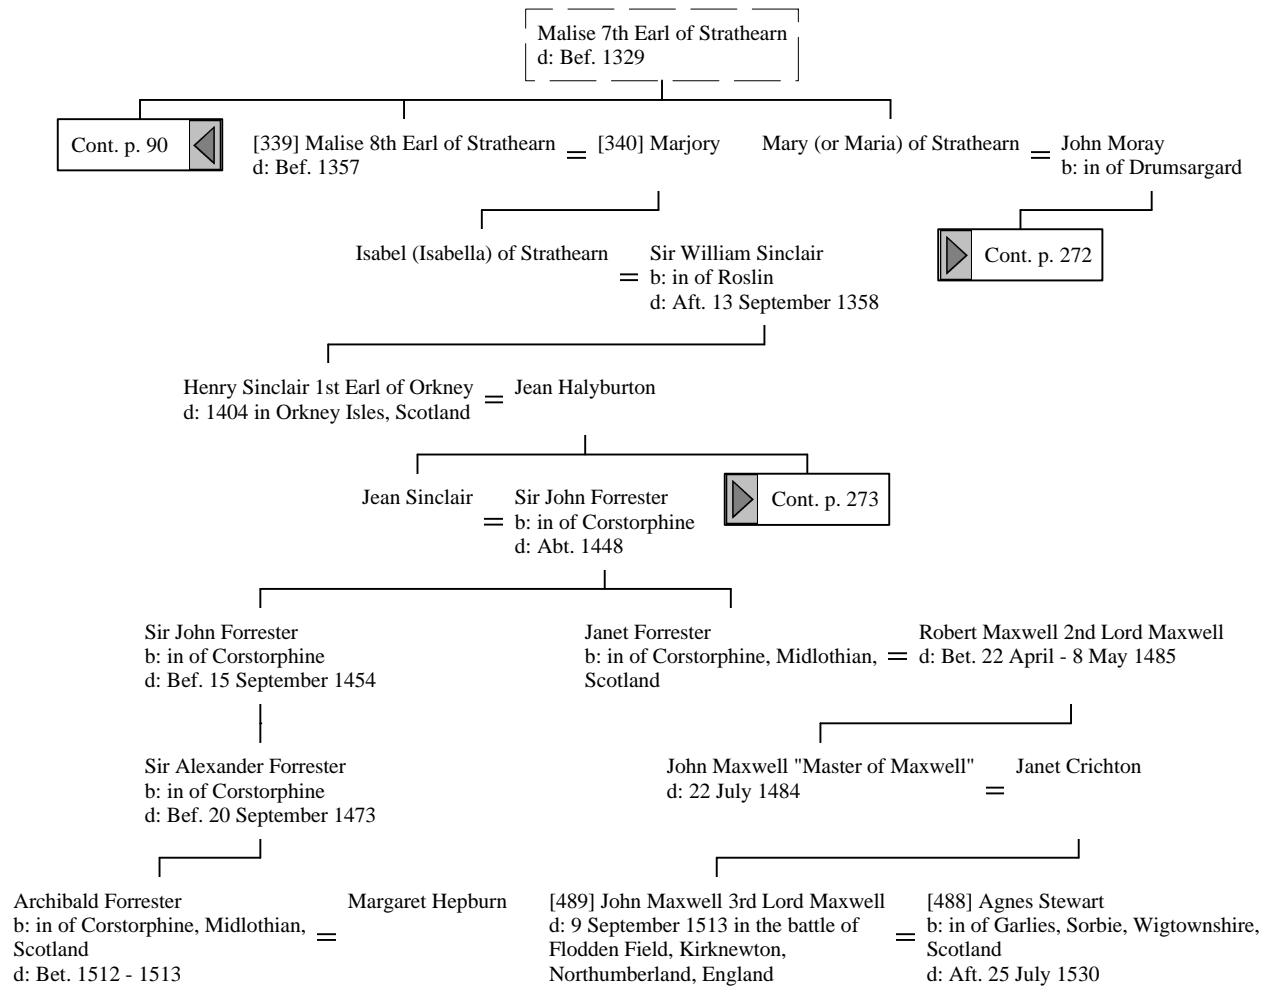 Malise 7th Earl of Strathearn
d: Bef. 1329
Cont. p. 90
[339] Malise 8th Earl of Strathearn
d: Bef. 1357
=
[340] Marjory
Mary (or Maria) of Strathearn
=
John Moray
b: in of Drumsargard
Cont. p. 272
Isabel (Isabella) of Strathearn
=
Sir William Sinclair
b: in of Roslin
d: Aft. 13 September 1358
Henry Sinclair 1st Earl of Orkney
d: 1404 in Orkney Isles, Scotland
=
Jean Halyburton
Jean Sinclair
=
Sir John Forrester
b: in of Corstorphine
d: Abt. 1448
Cont. p. 273
Sir John Forrester
b: in of Corstorphine
d: Bef. 15 September 1454
Janet Forrester
b: in of Corstorphine, Midlothian,
Scotland
=
Robert Maxwell 2nd Lord Maxwell
d: Bet. 22 April - 8 May 1485
Sir Alexander Forrester
b: in of Corstorphine
d: Bef. 20 September 1473
John Maxwell "Master of Maxwell"
d: 22 July 1484
=
Janet Crichton
Archibald Forrester
b: in of Corstorphine, Midlothian,
Scotland
d: Bet. 1512 - 1513
=
Margaret Hepburn
[489] John Maxwell 3rd Lord Maxwell
d: 9 September 1513 in the battle of
Flodden Field, Kirknewton,
Northumberland, England
=
[488] Agnes Stewart
b: in of Garlies, Sorbie, Wigtownshire,
Scotland
d: Aft. 25 July 1530